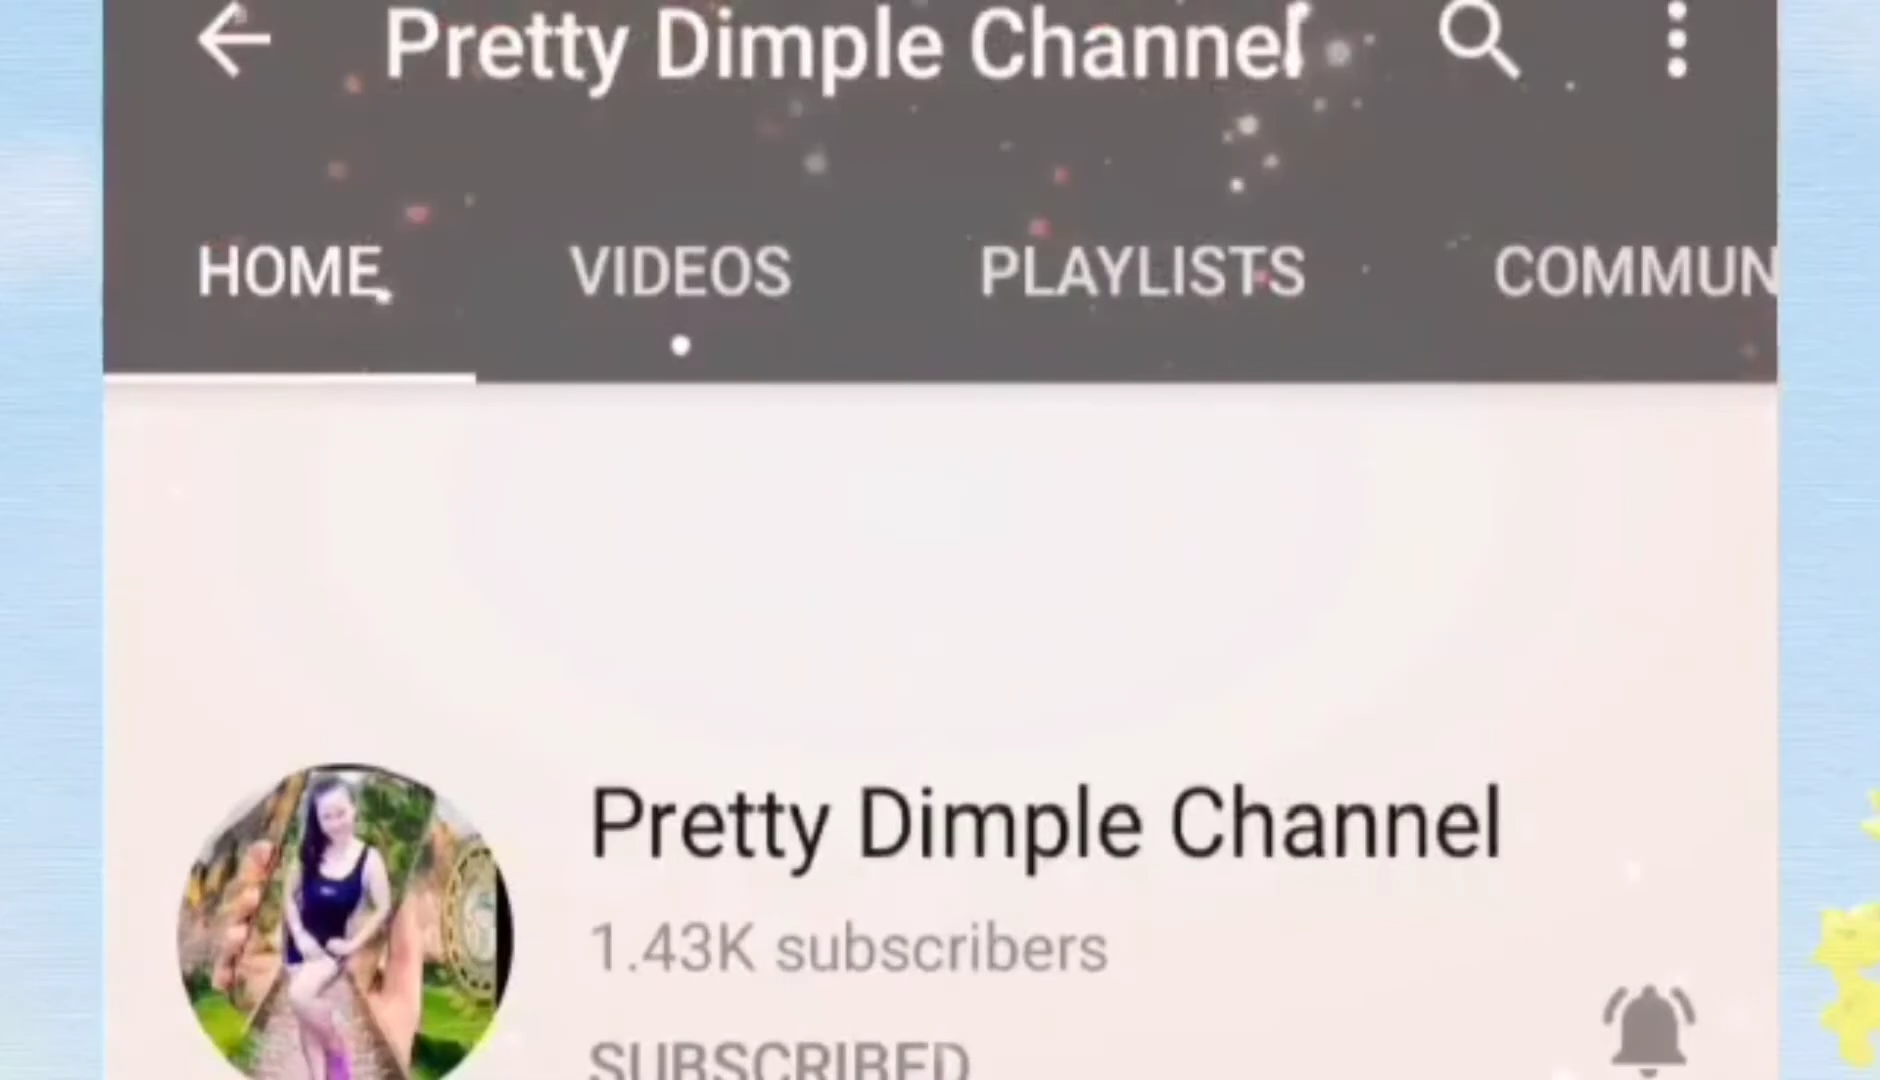 Pretty Dimple Channel
HOME VIDEOS PLAYLISTS COMMUN
Pretty Dimple Channel
1.43K subscribers
SUBSCRIBED